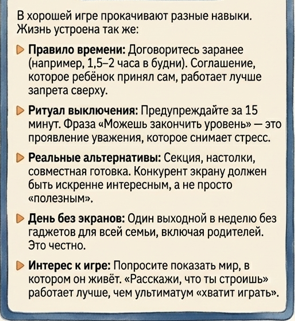 В хорошей игре прокачивают разные навыки.
Жизнь устроена так же:
Правило времени: Договоритесь заранее
(например, 1,5–2 часа в будни). Соглашение,
которое ребёнок принял сам, работает лучше
запрета сверху.
Ритуал выключения: Предупреждайте за 15
минут. Фраза «Можешь закончить уровень» — это
проявление уважения, которое снимает стресс.
Реальные альтернативы: Секция, настолки,
совместная готовка. Конкурент экрану должен
быть искренне интересным, а не просто
«полезным».
День без экранов: Один выходной в неделю без
гаджетов для всей семьи, включая родителей.
Это честно.
Интерес к игре: Попросите показать мир, в
котором он живёт. «Расскажи, что ты строишь»
работает лучше, чем ультиматум «хватит играть».